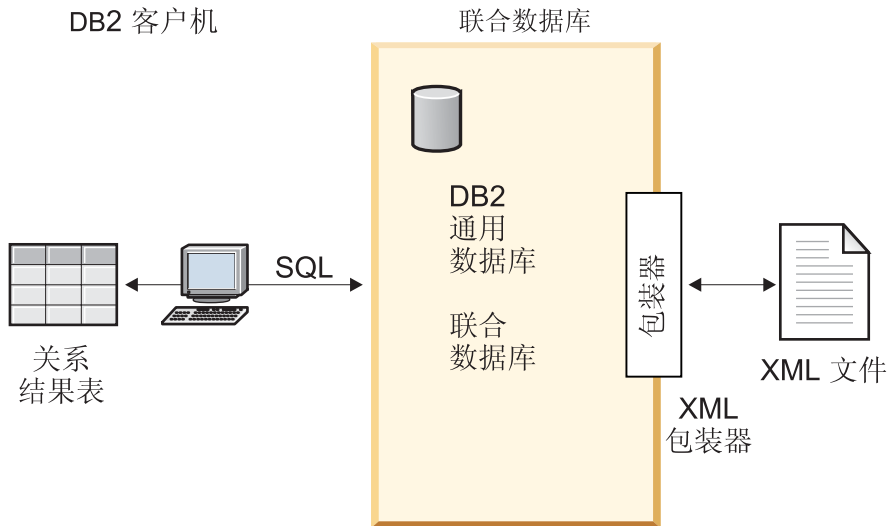 DB2 客户机
联合数据库
DB2
通用
数据库
联合
数据库
SQL
包装器
关系
结果表
XML 文件
XML
包装器